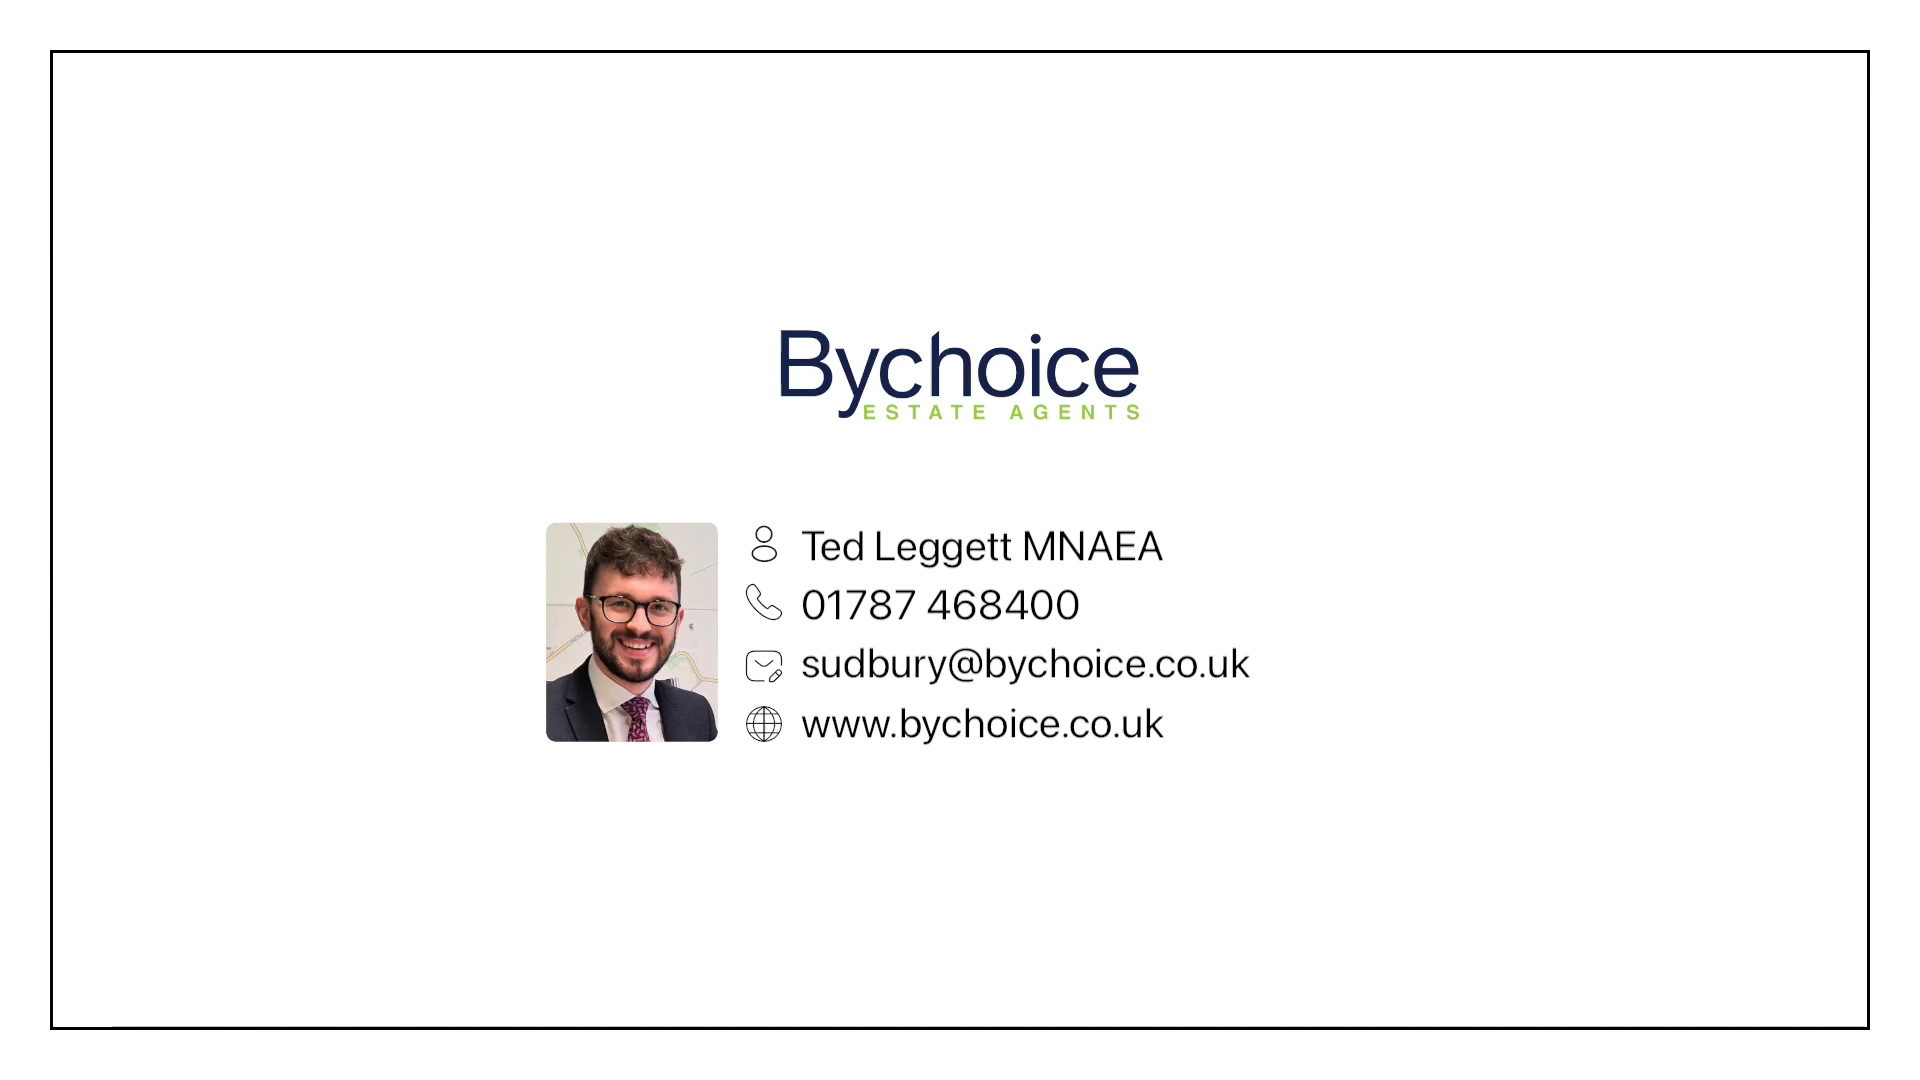 Bychoice
ESTATE AGENTS
Ted Leggett MNAEA
01787 468400
sudbury@bychoice.co.uk
www.bychoice.co.uk